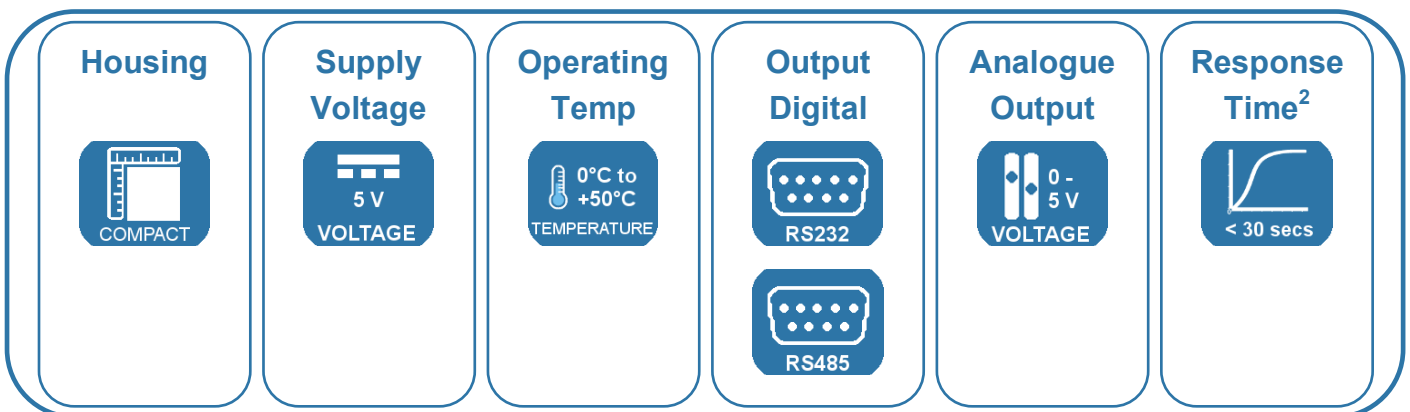 Housing
COMPACT
Supply
Voltage
5 V
VOLTAGE
Operating
Temp
0°C to
+50°C
TEMPERATURE
Output
Digital
RS232
RS485
Analogue
Output
0 -
5 V
VOLTAGE
Response
Time²
< 30 secs